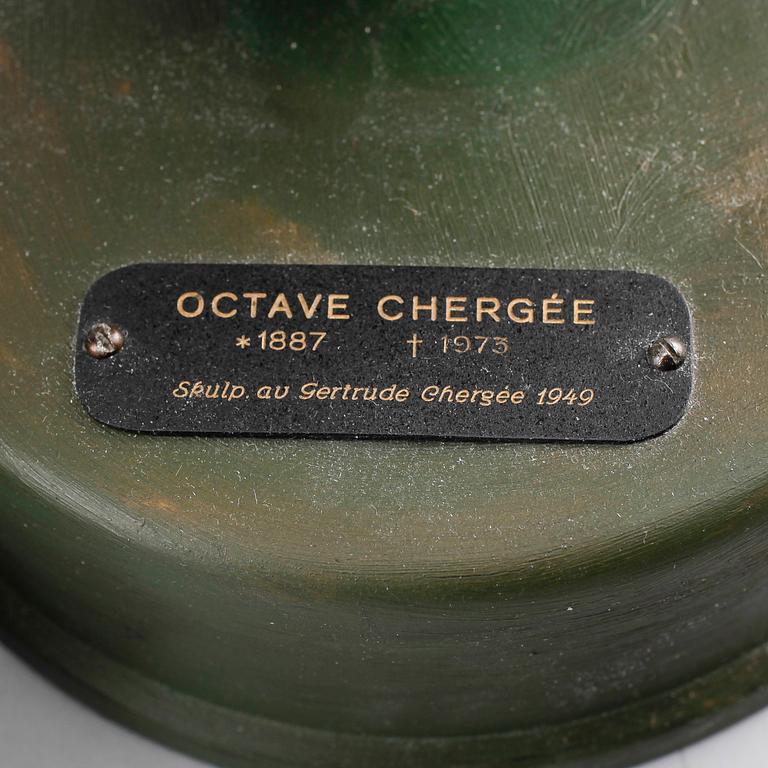 OCTAVE CHERGÉE
*1887 †1973
Skulp. av Gertrude Chergée 1949